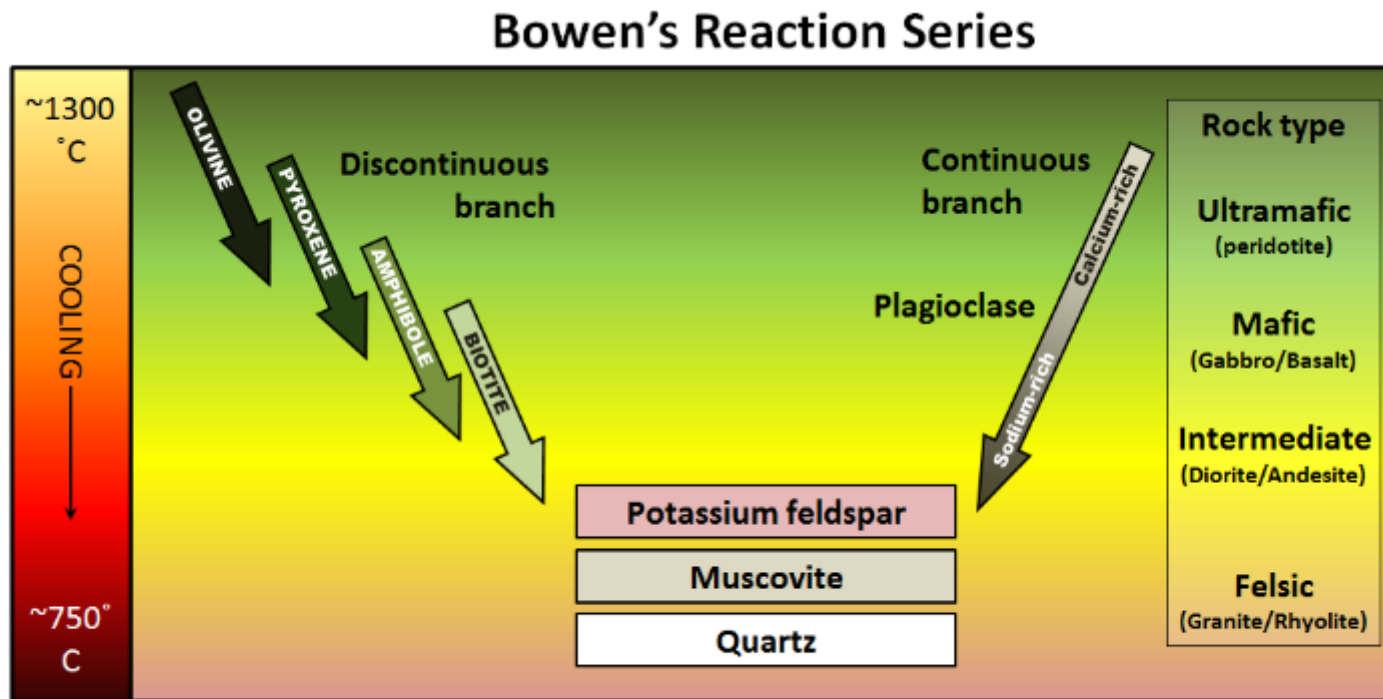 Bowen's Reaction Series
~1300
˚C
COOLING
~750˚
C
OLIVINE
PYROXENE
AMPHIBOLE
BIOTITE
Discontinuous
branch
Continuous
branch
Plagioclase
Calcium-rich
Sodium-rich
Potassium feldspar
Muscovite
Quartz
Rock type
Ultramafic
(peridotite)
Mafic
(Gabbro/Basalt)
Intermediate
(Diorite/Andesite)
Felsic
(Granite/Rhyolite)